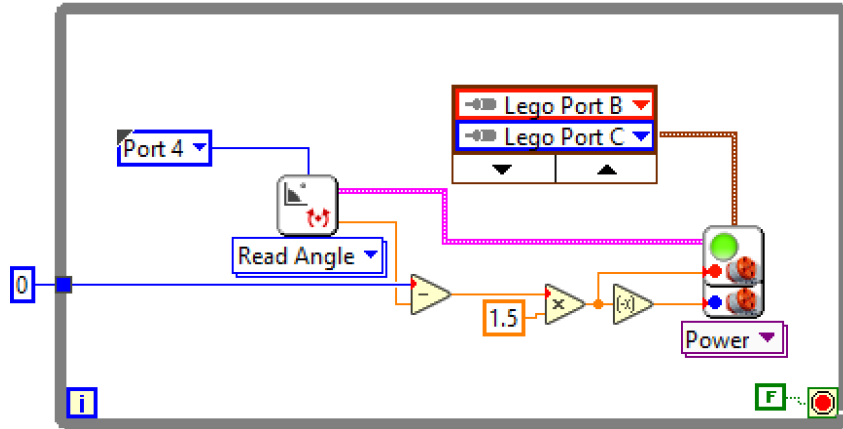 Lego Port B
Port 4
Lego Port C
Read Angle
0
-
x
(-x)
1.5
Power
i
F